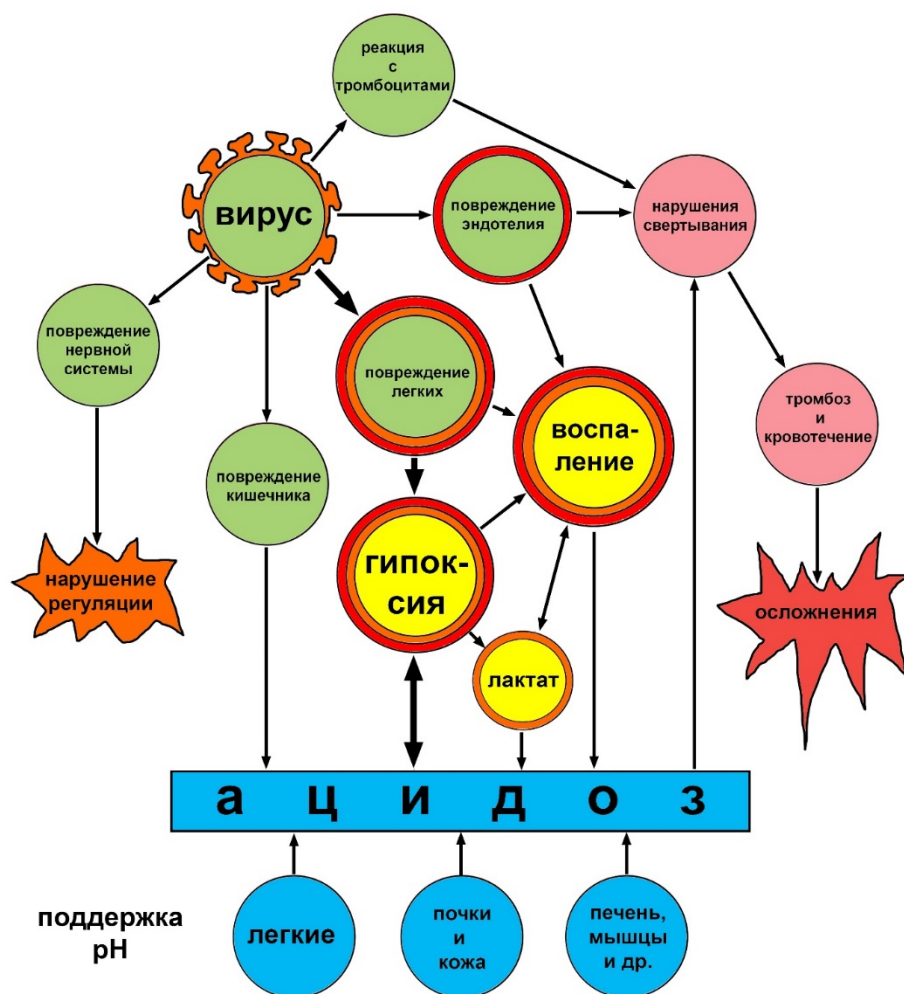 реакция
с
тромбоцитами
вирус
повреждение
эндотелия
нарушения
свертывания
повреждение
нервной
системы
повреждение
легких
воспа-
ление
тромбоз
и
кровотечение
повреждение
кишечника
гипок-
сия
нарушение
регуляции
осложнения
лактат
ацидоз
поддержка
pH
легкие
почки
и
кожа
печень,
мышцы
и др.